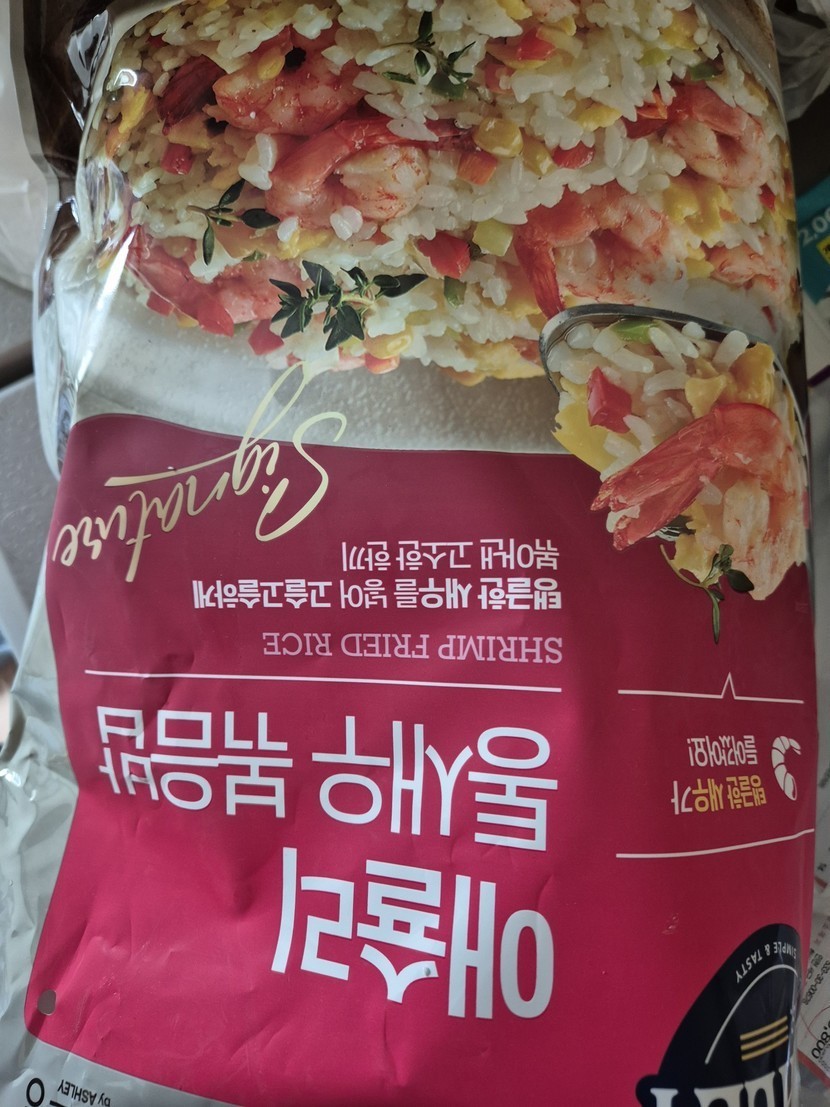 by ASHLEY
SIMPLE & TASTY
애슐리
통새우 볶음밥
SHRIMP FRIED RICE
탱글한 새우를 넣어 고슬고슬하게
볶아낸 고소한 한끼
Signature
탱글한 새우가
들어있어요!